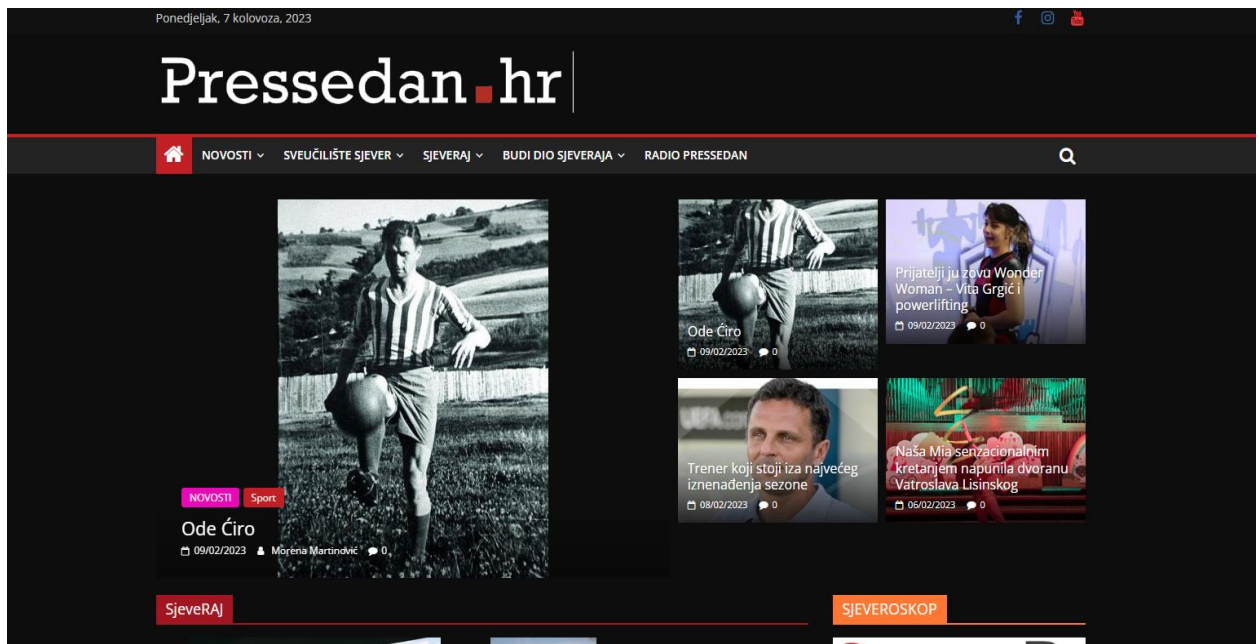 Ponedjeljak, 7 kolovoza, 2023
Pressedan.hr
NOVOSTI
SVEUČILIŠTE SJEVER
SJEVERAJ
BUDI DIO SJEVERAJA
RADIO PRESSEDAN
NOVOSTI
Sport
Ode Ćiro
09/02/2023 Morena Martinović 0
Ode Ćiro
09/02/2023 0
Prijatelji ju zovu Wonder
Woman – Vita Grgić i
powerlifting
09/02/2023 0
Trener koji stoji iza najvećeg
iznenađenja sezone
08/02/2023 0
Naša Mia senzacionalnim
kretanjem napunila dvoranu
Vatroslava Lisinskog
06/02/2023 0
SjeveRAJ
SJEVEROSKOP